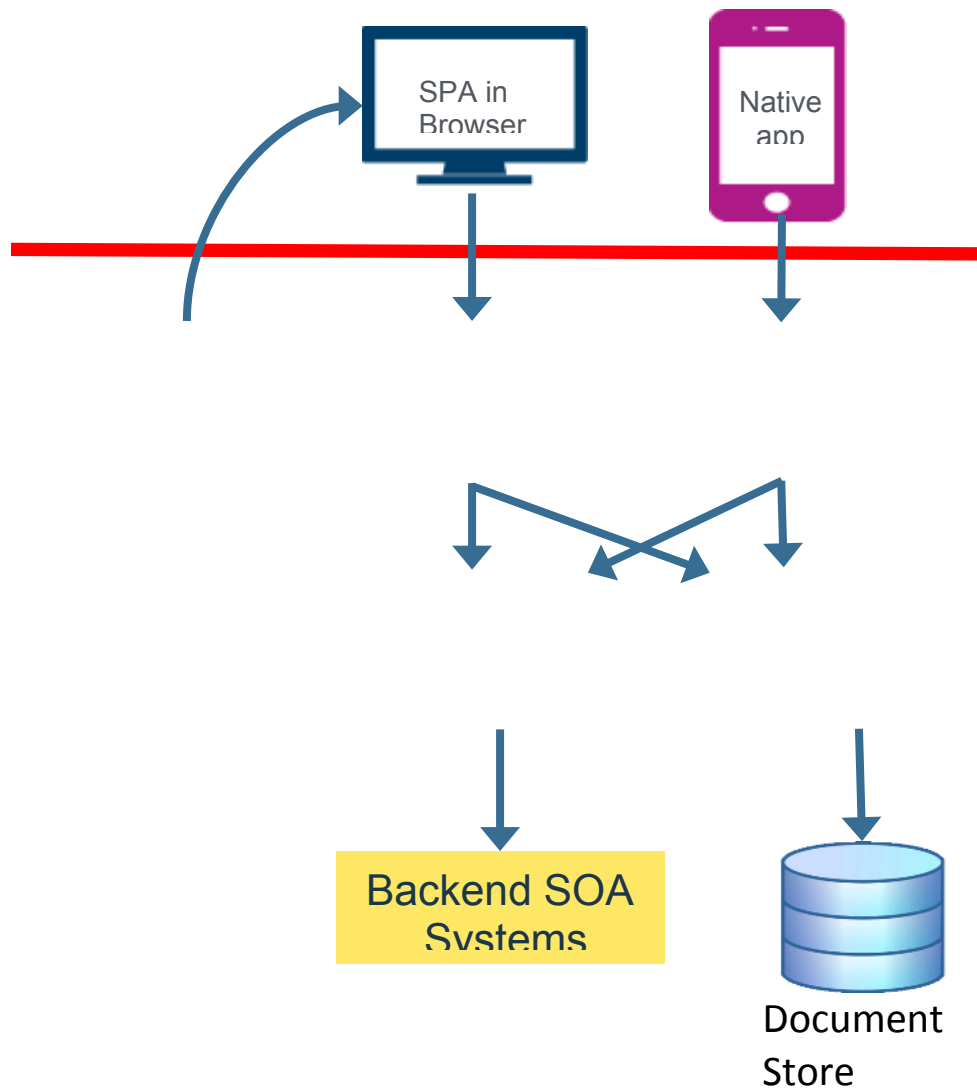 SPA in
Browser
Native
app
Backend SOA
Systems
Document
Store